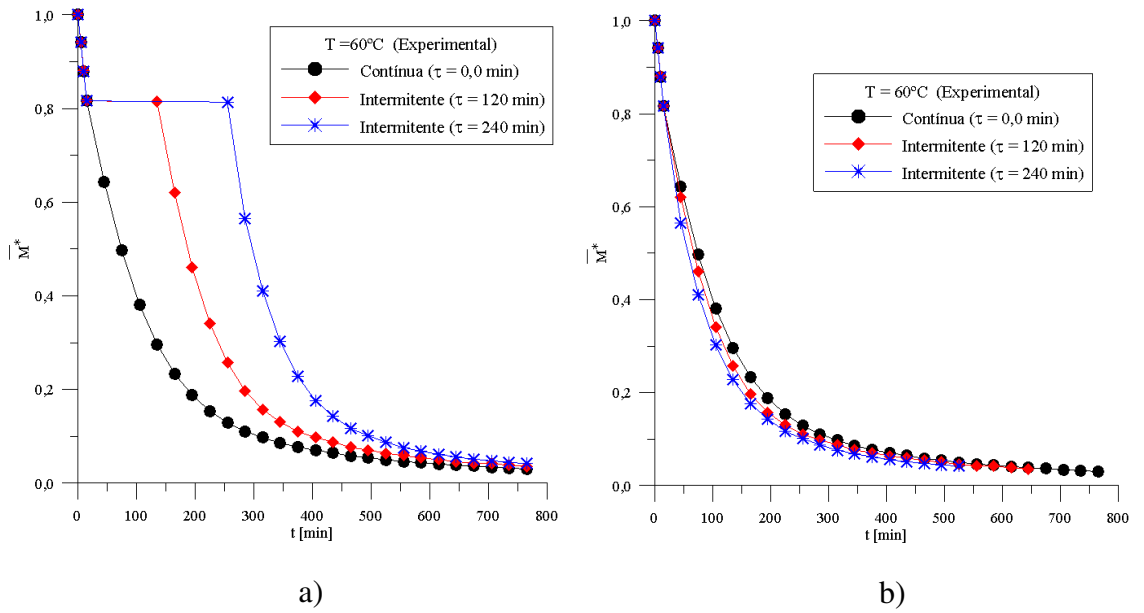 1,0
0,8
0,6
0,4
0,2
0,0
M*
T =60ºC (Experimental)
Contínua (τ = 0,0 min)
Intermitente (τ = 120 min)
Intermitente (τ = 240 min)
0 100 200 300 400 500 600 700 800
t [min]
a)
1,0
0,8
0,6
0,4
0,2
0,0
M*
T = 60ºC (Experimental)
Contínua (τ = 0,0 min)
Intermitente (τ = 120 min)
Intermitente (τ = 240 min)
0 100 200 300 400 500 600 700 800
t [min]
b)